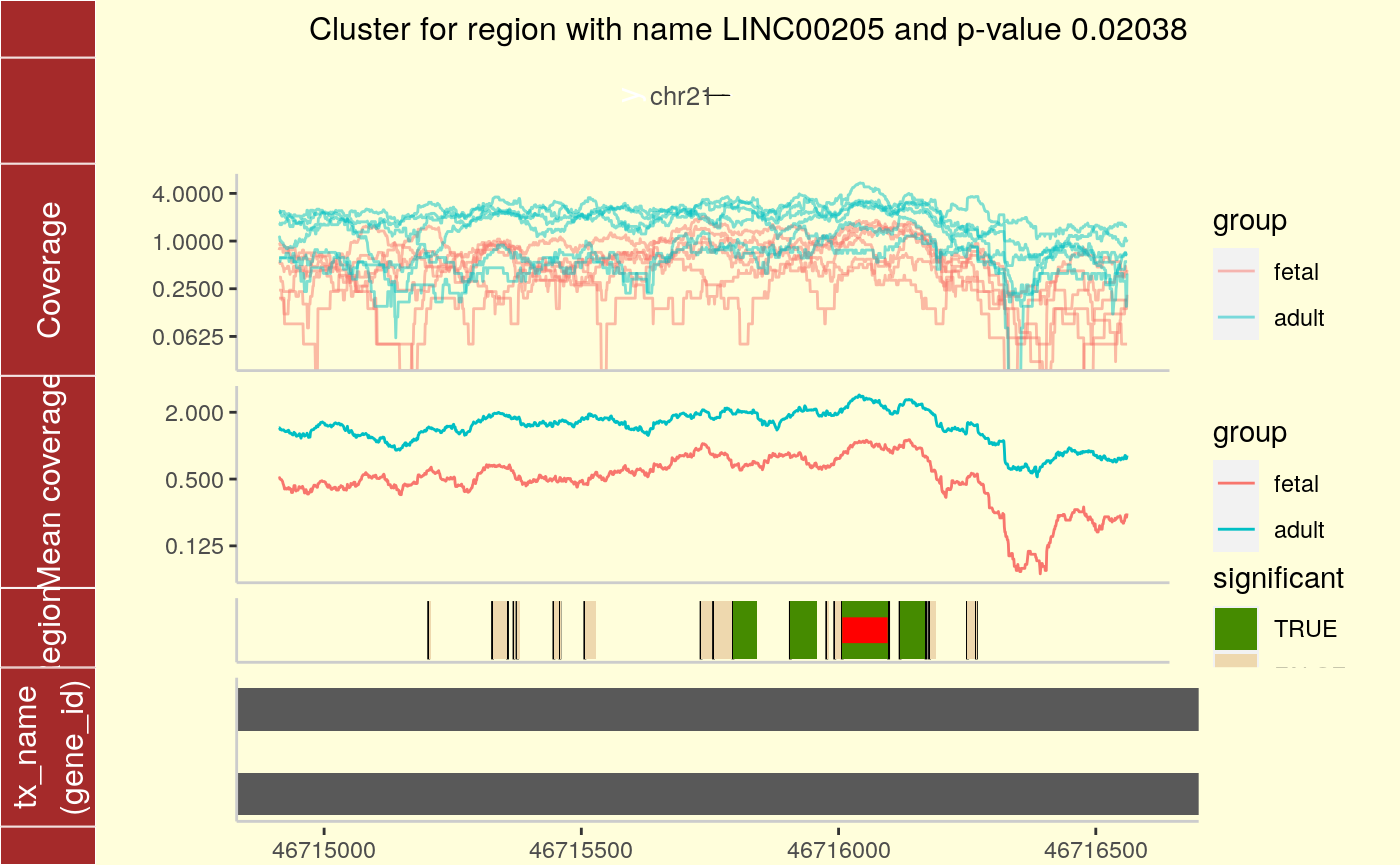 Cluster for region with name LINC00205 and p-value 0.02038
chr21
Coverage
4.0000
1.0000
0.2500
0.0625
group
fetal
adult
Mean coverage
2.000
0.500
0.125
group
fetal
adult
significant
TRUE
tx_name
(gene_id)
46715000
46715500
46716000
46716500